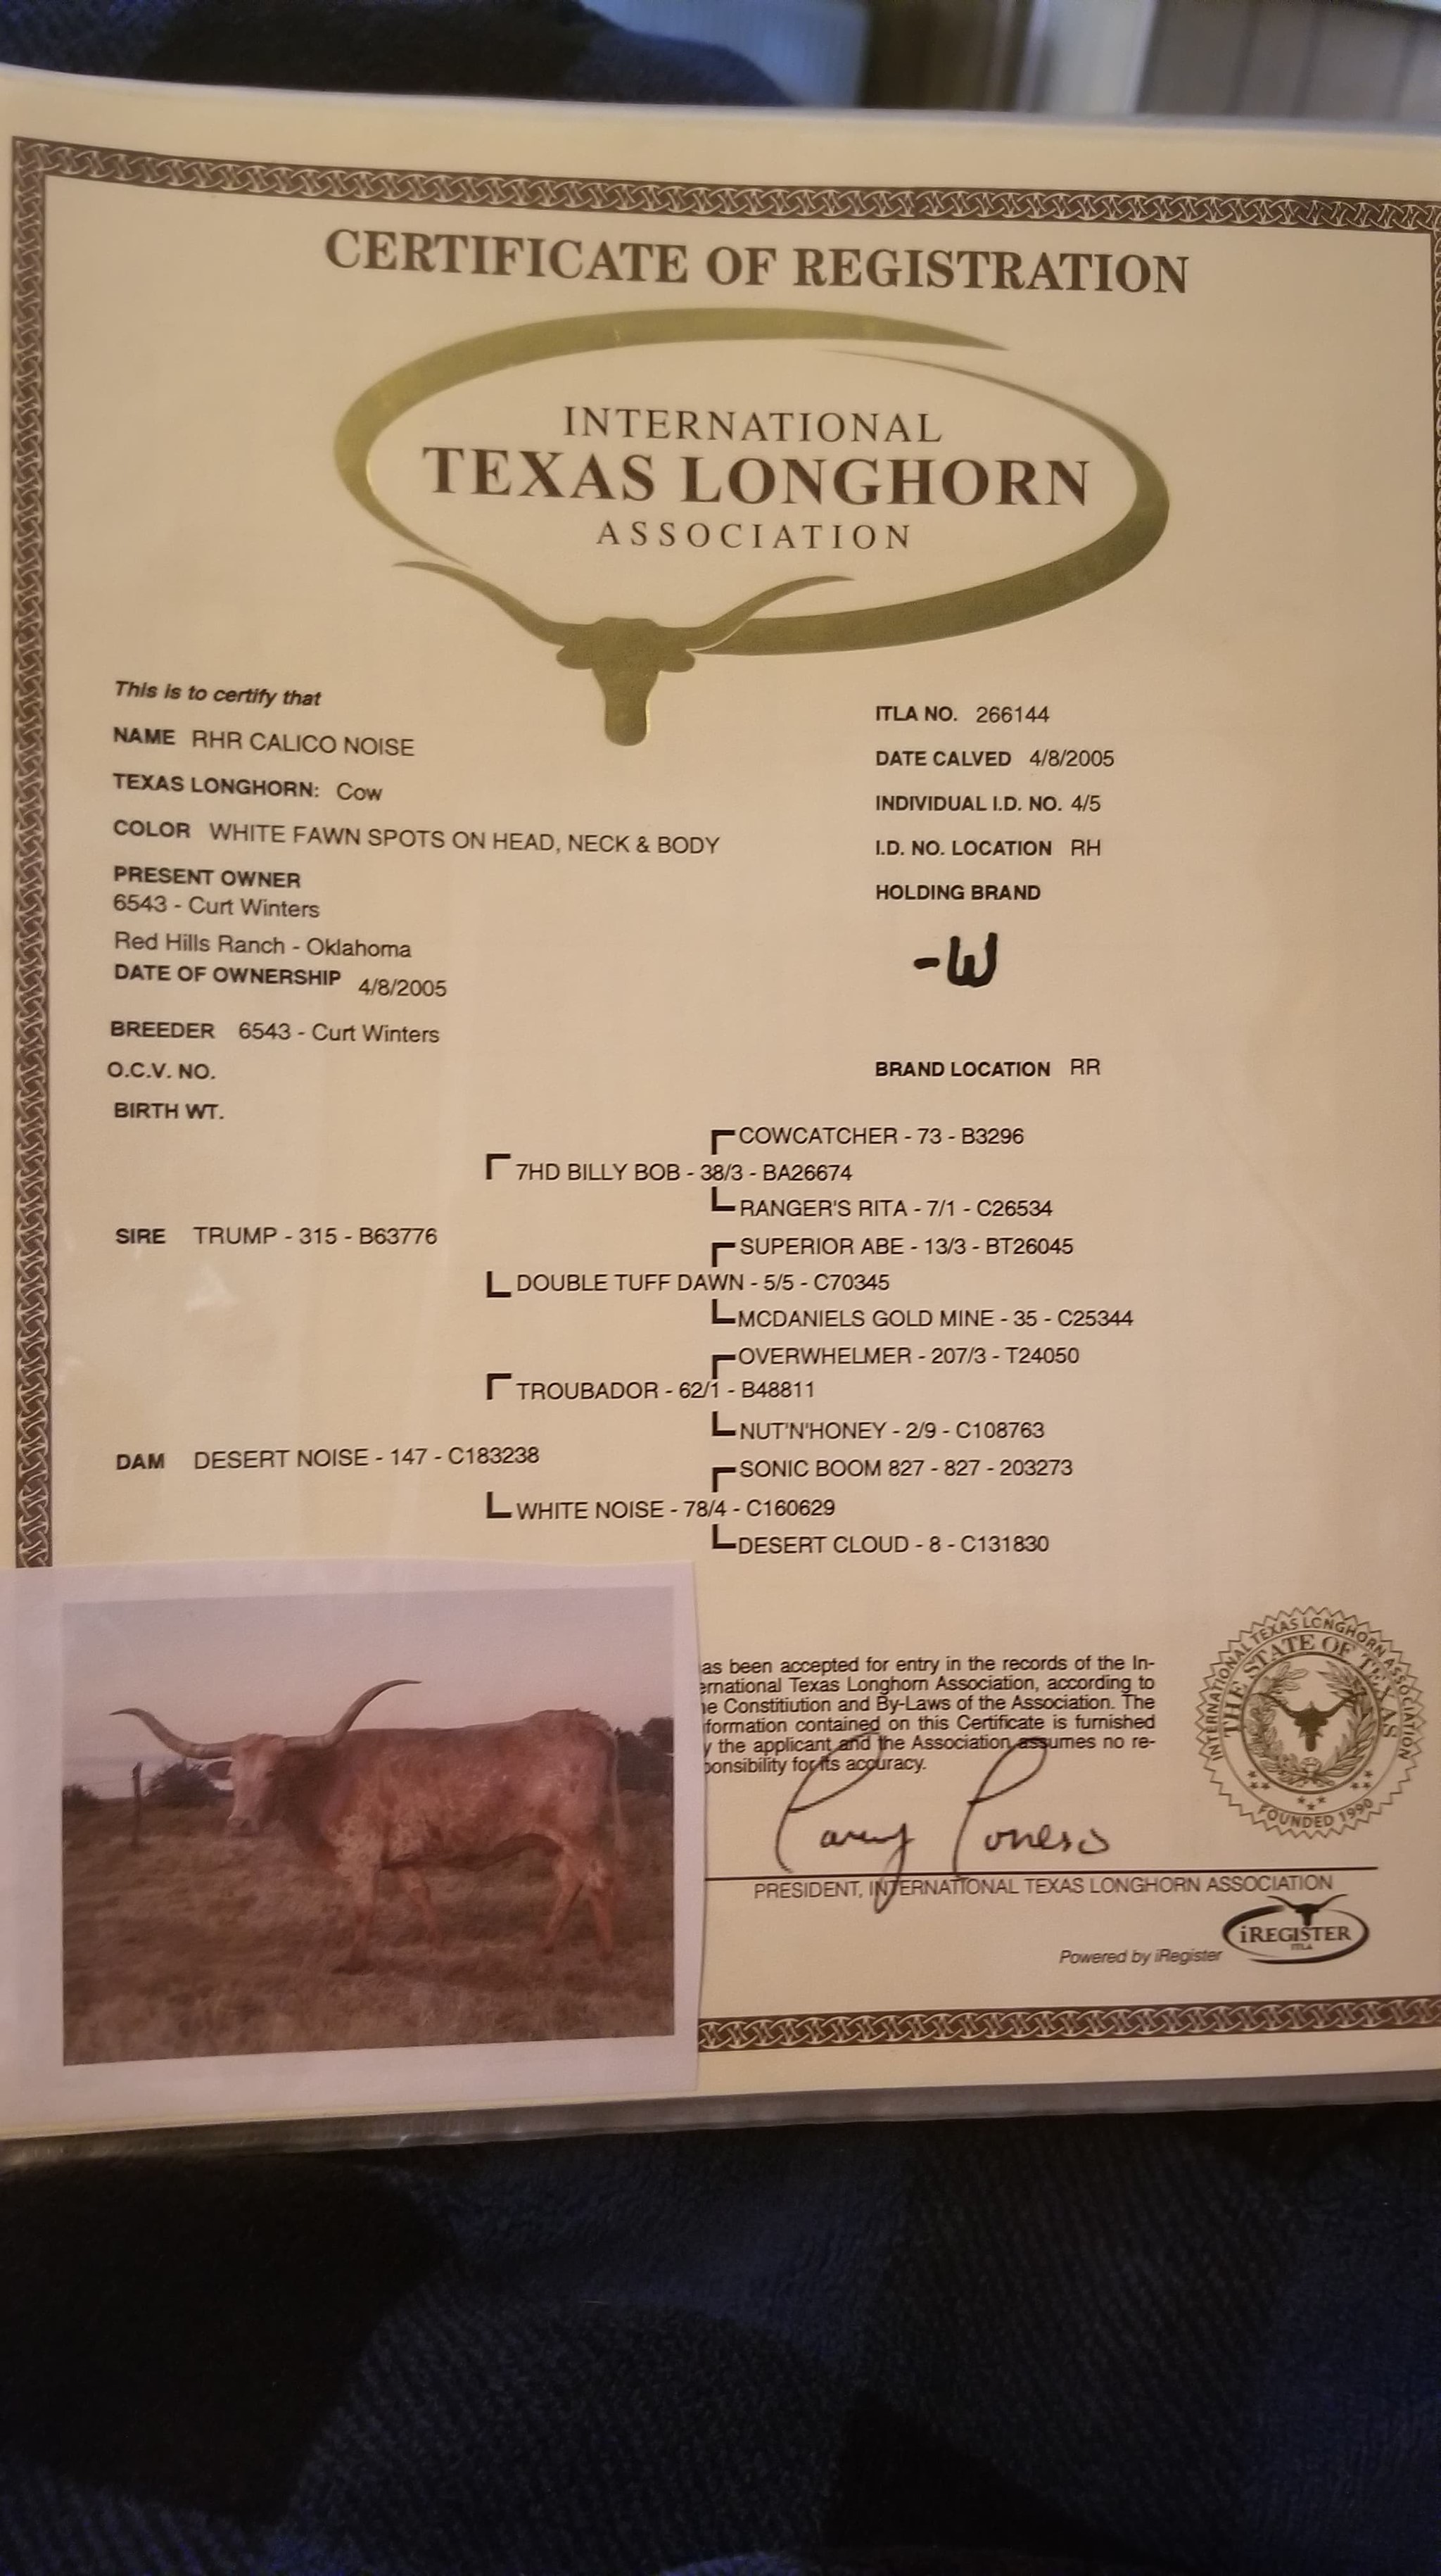 CERTIFICATE OF REGISTRATION
INTERNATIONAL
TEXAS LONGHORN
ASSOCIATION
This is to certify that
NAME RHR CALICO NOISE
TEXAS LONGHORN: Cow
COLOR WHITE FAWN SPOTS ON HEAD, NECK & BODY
PRESENT OWNER
6543 - Curt Winters
Red Hills Ranch - Oklahoma
DATE OF OWNERSHIP 4/8/2005
BREEDER 6543 - Curt Winters
O.C.V. NO.
BIRTH WT.
ITLA NO. 266144
DATE CALVED 4/8/2005
INDIVIDUAL I.D. NO. 4/5
I.D. NO. LOCATION RH
HOLDING BRAND
-W
BRAND LOCATION RR
COWCATCHER - 73 - B3296
7HD BILLY BOB - 38/3 - BA26674
RANGER'S RITA - 7/1 - C26534
SIRE TRUMP - 315 - B63776
SUPERIOR ABE - 13/3 - BT26045
DOUBLE TUFF DAWN - 5/5 - C70345
MCDANIELS GOLD MINE - 35 - C25344
OVERWHELMER - 207/3 - T24050
TROUBADOR - 62/1 - B48811
NUT'N'HONEY - 2/9 - C108763
DAM DESERT NOISE - 147 - C183238
SONIC BOOM 827 - 827 - 203273
WHITE NOISE - 78/4 - C160629
DESERT CLOUD - 8 - C131830
as been accepted for entry in the records of the In-
ernational Texas Longhorn Association, according to
e Constitiution and By-Laws of the Association. The
formation contained on this Certificate is furnished
y the applicant and the Association assumes no re-
ponsibility for its accuracy.
INTERNATIONAL TEXAS LONGHORN ASSOCIATION
THE STATE OF TEXAS
FOUNDED 1990
PRESIDENT, INTERNATIONAL TEXAS LONGHORN ASSOCIATION
Powered by iRegister
iREGISTER
ITLA